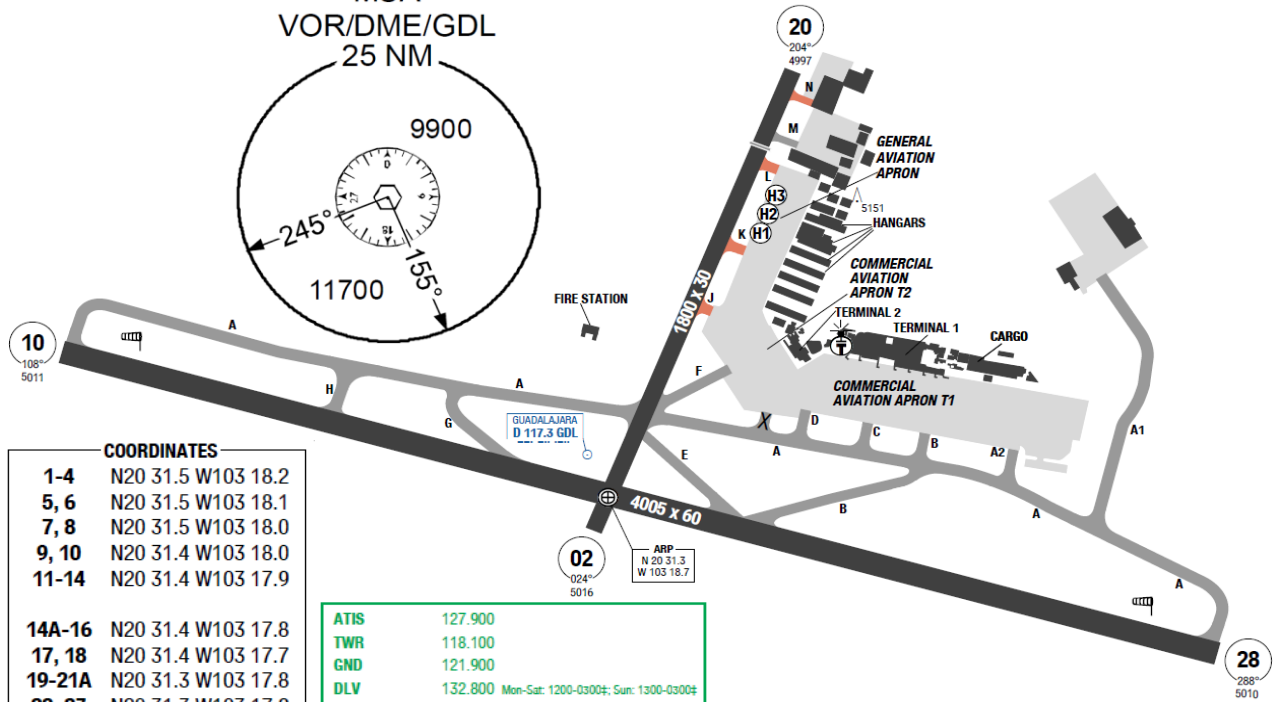 VOR/DME/GDL
25 NM
9900
0
9
18
27
245°
155°
11700
20
204°
4997
N
M
GENERAL
AVIATION
APRON
L
H3
H2
H1
5151
HANGARS
K
COMMERCIAL
AVIATION
APRON T2
1800 x 30
J
FIRE STATION
TERMINAL 2
TERMINAL 1
CARGO
T
10
108°
5011
A
H
A
F
COMMERCIAL
AVIATION APRON T1
G
GUADALAJARA
D 117.3 GDL
X
D
C
B
A2
A1
A
E
4005 x 60
B
A
A
ARP
N 20 31.3
W 103 18.7
02
024°
5016
28
288°
5010
COORDINATES
1-4 N20 31.5 W103 18.2
5, 6 N20 31.5 W103 18.1
7, 8 N20 31.5 W103 18.0
9, 10 N20 31.4 W103 18.0
11-14 N20 31.4 W103 17.9
14A-16 N20 31.4 W103 17.8
17, 18 N20 31.4 W103 17.7
19-21A N20 31.3 W103 17.8
ATIS 127.900
TWR 118.100
GND 121.900
DLV 132.800 Mon-Sat: 1200-0300‡; Sun: 1300-0300‡